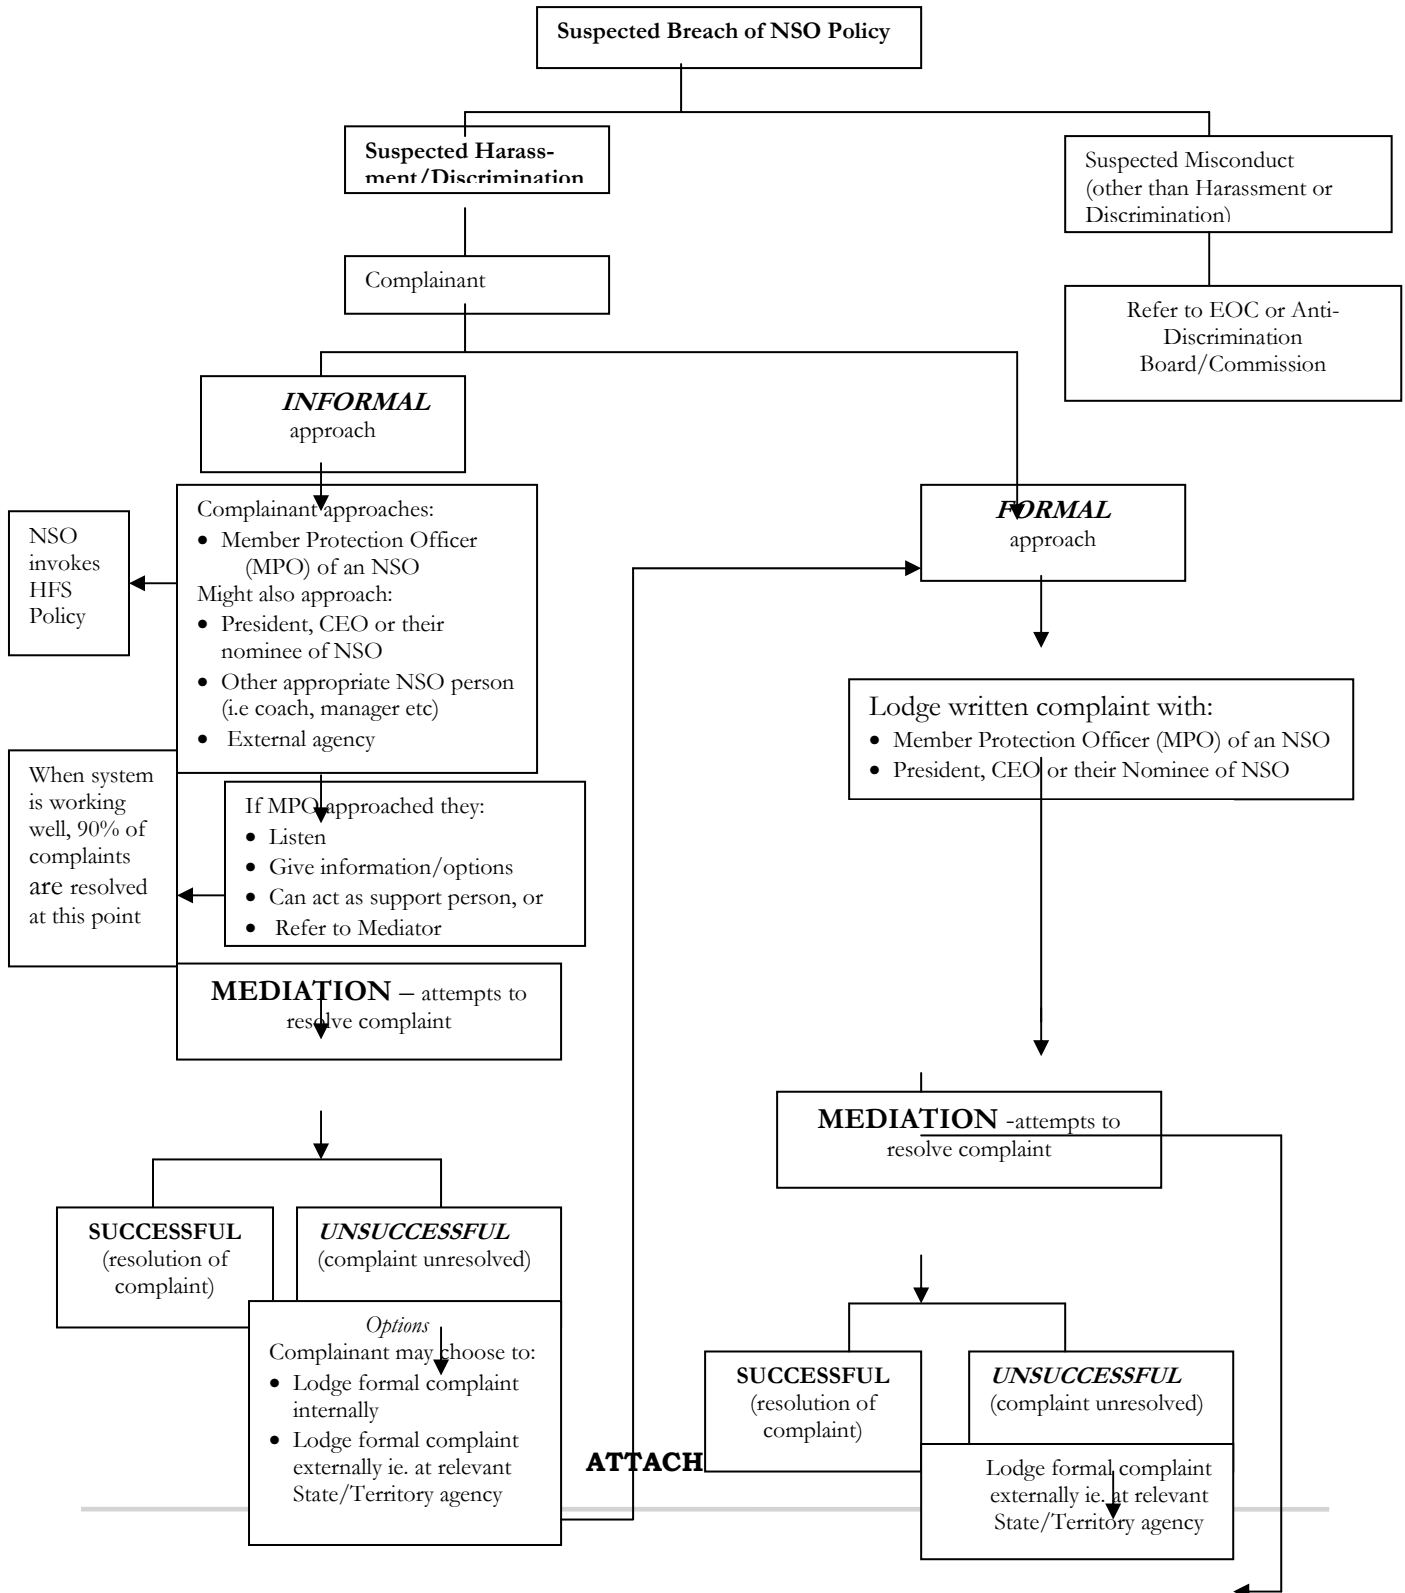 Suspected Breach of NSO Policy
Suspected Harass-
ment/Discrimination
Suspected Misconduct
(other than Harassment or
Discrimination)
Complainant
Refer to EOC or Anti-
Discrimination
Board/Commission
INFORMAL
approach
Complainant approaches:
• Member Protection Officer
(MPO) of an NSO
Might also approach:
• President, CEO or their
nominee of NSO
• Other appropriate NSO person
(i.e coach, manager etc)
• External agency
NSO
invokes
HFS
Policy
FORMAL
approach
Lodge written complaint with:
• Member Protection Officer (MPO) of an NSO
• President, CEO or their Nominee of NSO
When system
is working
well, 90% of
complaints
are resolved
at this point
If MPO approached they:
• Listen
• Give information/options
• Can act as support person, or
• Refer to Mediator
MEDIATION – attempts to
resolve complaint
MEDIATION -attempts to
resolve complaint
SUCCESSFUL
(resolution of
complaint)
UNSUCCESSFUL
(complaint unresolved)
Options
Complainant may choose to:
• Lodge formal complaint
internally
• Lodge formal complaint
externally ie. at relevant
State/Territory agency
SUCCESSFUL
(resolution of
complaint)
UNSUCCESSFUL
(complaint unresolved)
ATTACH
Lodge formal complaint
externally ie. at relevant
State/Territory agency